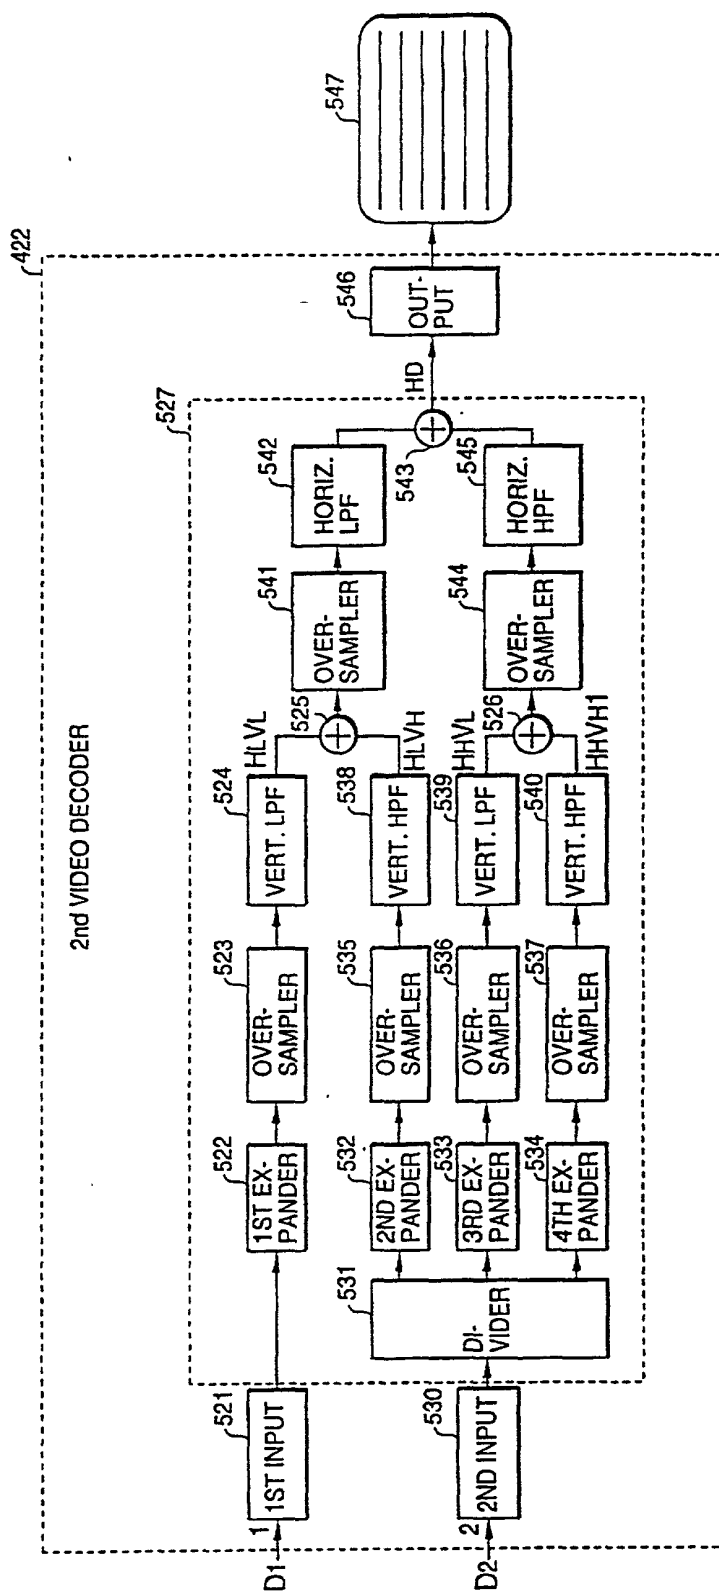 2nd VIDEO DECODER
422
D1
1
1ST INPUT
521
527
1ST EX-
PANDER
522
OVER-
SAMPLER
523
VERT. LPF
524
HLVL
525
OVER-
SAMPLER
541
HORIZ.
LPF
542
D2
2
2ND INPUT
530
DI-
VIDER
531
2ND EX-
PANDER
532
OVER-
SAMPLER
535
VERT. HPF
538
HLVH
3RD EX-
PANDER
533
OVER-
SAMPLER
536
VERT. LPF
539
HHVL
526
4TH EX-
PANDER
534
OVER-
SAMPLER
537
VERT. HPF
540
HHVH1
OVER-
SAMPLER
544
HORIZ.
HPF
545
543
HD
OUT-
PUT
546
547